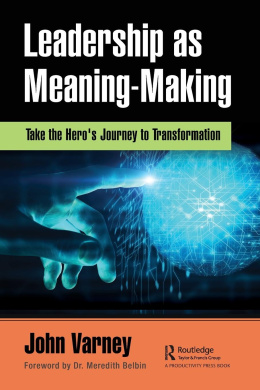 Leadership as
Meaning-Making
Take the Hero's Journey to Transformation
John Varney
Foreword by Dr. Meredith Belbin
Routledge
Taylor & Francis Group
A PRODUCTIVITY PRESS BOOK